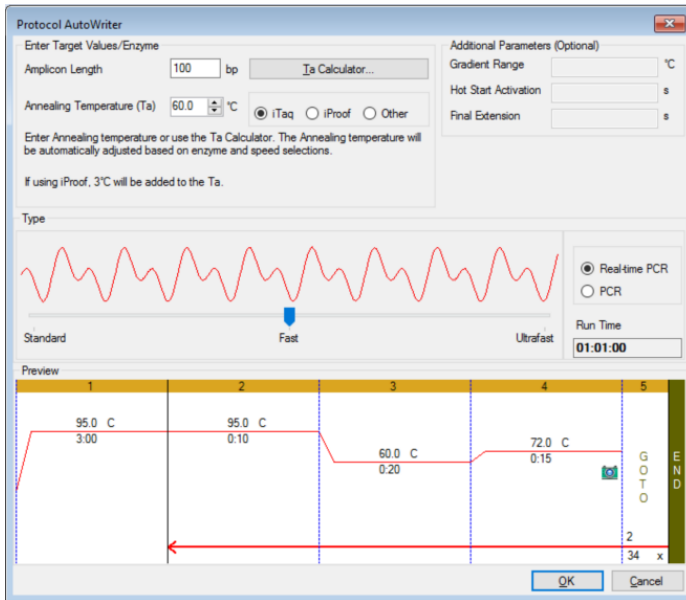 Protocol AutoWriter
Enter Target Values/Enzyme
Amplicon Length 100 bp Ta Calculator...
Annealing Temperature (Ta) 60.0 °C iTaq iProof Other
Enter Annealing temperature or use the Ta Calculator. The Annealing temperature will
be automatically adjusted based on enzyme and speed selections.
If using iProof, 3°C will be added to the Ta.
Additional Parameters (Optional)
Gradient Range °C
Hot Start Activation s
Final Extension s
Type
Standard Fast Ultrafast
Real-time PCR
PCR
Run Time
01:01:00
Preview
1 2 3 4 5
95.0 C
3:00
95.0 C
0:10
60.0 C
0:20
72.0 C
0:15
GOTO
2
34 x
END
OK Cancel